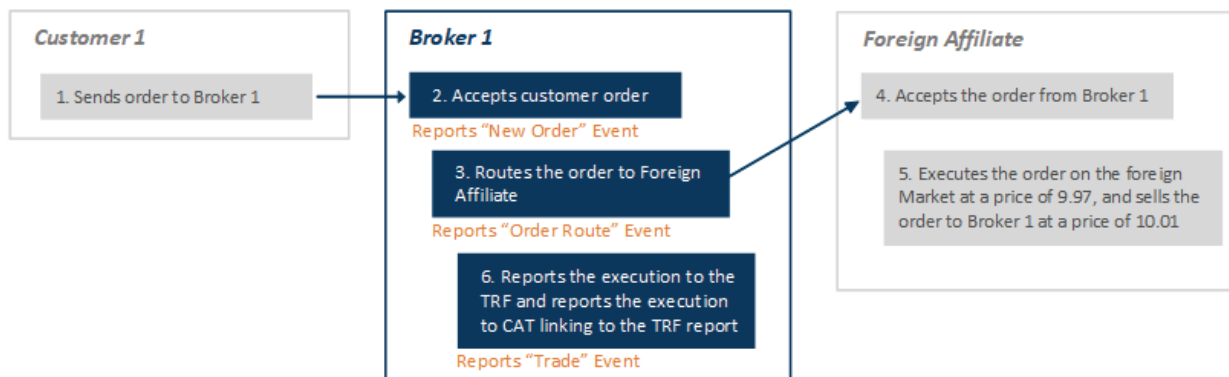 Customer 1
1. Sends order to Broker 1
Broker 1
2. Accepts customer order
Reports “New Order” Event
3. Routes the order to Foreign
Affiliate
Reports “Order Route” Event
6. Reports the execution to the
TRF and reports the execution
to CAT linking to the TRF report
Reports “Trade” Event
Foreign Affiliate
4. Accepts the order from Broker 1
5. Executes the order on the foreign
Market at a price of 9.97, and sells the
order to Broker 1 at a price of 10.01